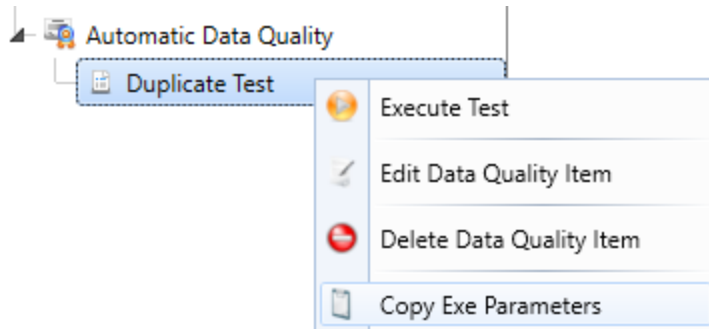 Automatic Data Quality
Duplicate Test
Execute Test
Edit Data Quality Item
Delete Data Quality Item
Copy Exe Parameters